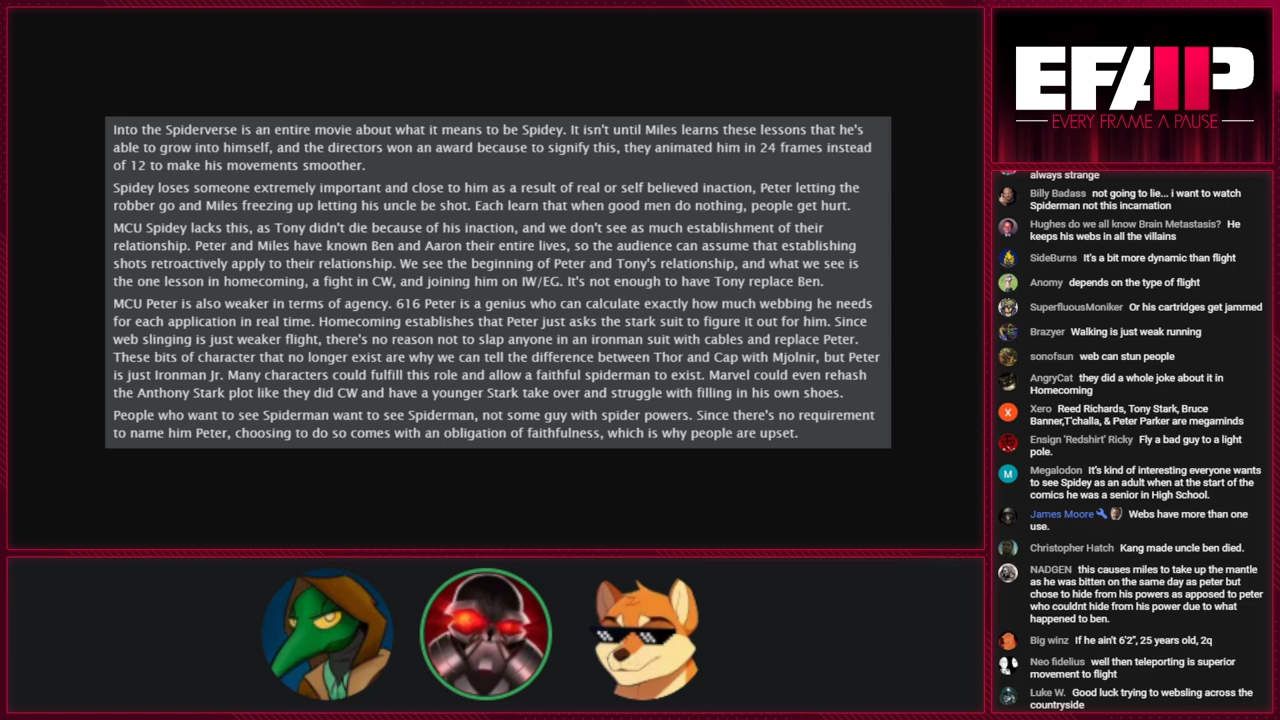 Into the Spiderverse is an entire movie about what it means to be Spidey. It isn't until Miles learns these lessons that he's
able to grow into himself, and the directors won an award because to signify this, they animated him in 24 frames instead
of 12 to make his movements smoother.
Spidey loses someone extremely important and close to him as a result of real or self believed inaction, Peter letting the
robber go and Miles freezing up letting his uncle be shot. Each learn that when good men do nothing, people get hurt.
MCU Spidey lacks this, as Tony didn't die because of his inaction, and we don't see as much establishment of their
relationship. Peter and Miles have known Ben and Aaron their entire lives, so the audience can assume that establishing
shots retroactively apply to their relationship. We see the beginning of Peter and Tony's relationship, and what we see is
the one lesson in homecoming, a fight in CW, and joining him on IW/EG. It's not enough to have Tony replace Ben.
MCU Peter is also weaker in terms of agency. 616 Peter is a genius who can calculate exactly how much webbing he needs
for each application in real time. Homecoming establishes that Peter just asks the stark suit to figure it out for him. Since
web slinging is just weaker flight, there's no reason not to slap anyone in an ironman suit with cables and replace Peter.
These bits of character that no longer exist are why we can tell the difference between Thor and Cap with Mjolnir, but Peter
is just Ironman Jr. Many characters could fulfill this role and allow a faithful spiderman to exist. Marvel could even rehash
the Anthony Stark plot like they did CW and have a younger Stark take over and struggle with filling in his own shoes.
People who want to see Spiderman want to see Spiderman, not some guy with spider powers. Since there's no requirement
to name him Peter, choosing to do so comes with an obligation of faithfulness, which is why people are upset.
EFAP
EVERY FRAME A PAUSE
always strange
Billy Badass not going to lie... i want to watch
Spiderman not this incarnation
Hughes do we all know Brain Metastasis? He
keeps his webs in all the villains
SideBurns It's a bit more dynamic than flight
Anomy depends on the type of flight
SuperfluousMoniker Or his cartridges get jammed
Brazyer Walking is just weak running
sonofsun web can stun people
AngryCat they did a whole joke about it in
Homecoming
X
Xero Reed Richards, Tony Stark, Bruce
Banner,T'challa, & Peter Parker are megaminds
Ensign 'Redshirt' Ricky Fly a bad guy to a light
pole.
M
Megalodon It's kind of interesting everyone wants
to see Spidey as an adult when at the start of the
comics he was a senior in High School.
James Moore Webs have more than one
use.
Christopher Hatch Kang made uncle ben died.
NADGEN this causes miles to take up the mantle
as he was bitten on the same day as peter but
chose to hide from his powers as apposed to peter
who couldnt hide from his power due to what
happened to ben.
Big winz If he ain't 6'2", 25 years old, 2q
Neo fidelius well then teleporting is superior
movement to flight
Luke W. Good luck trying to websling across the
countryside